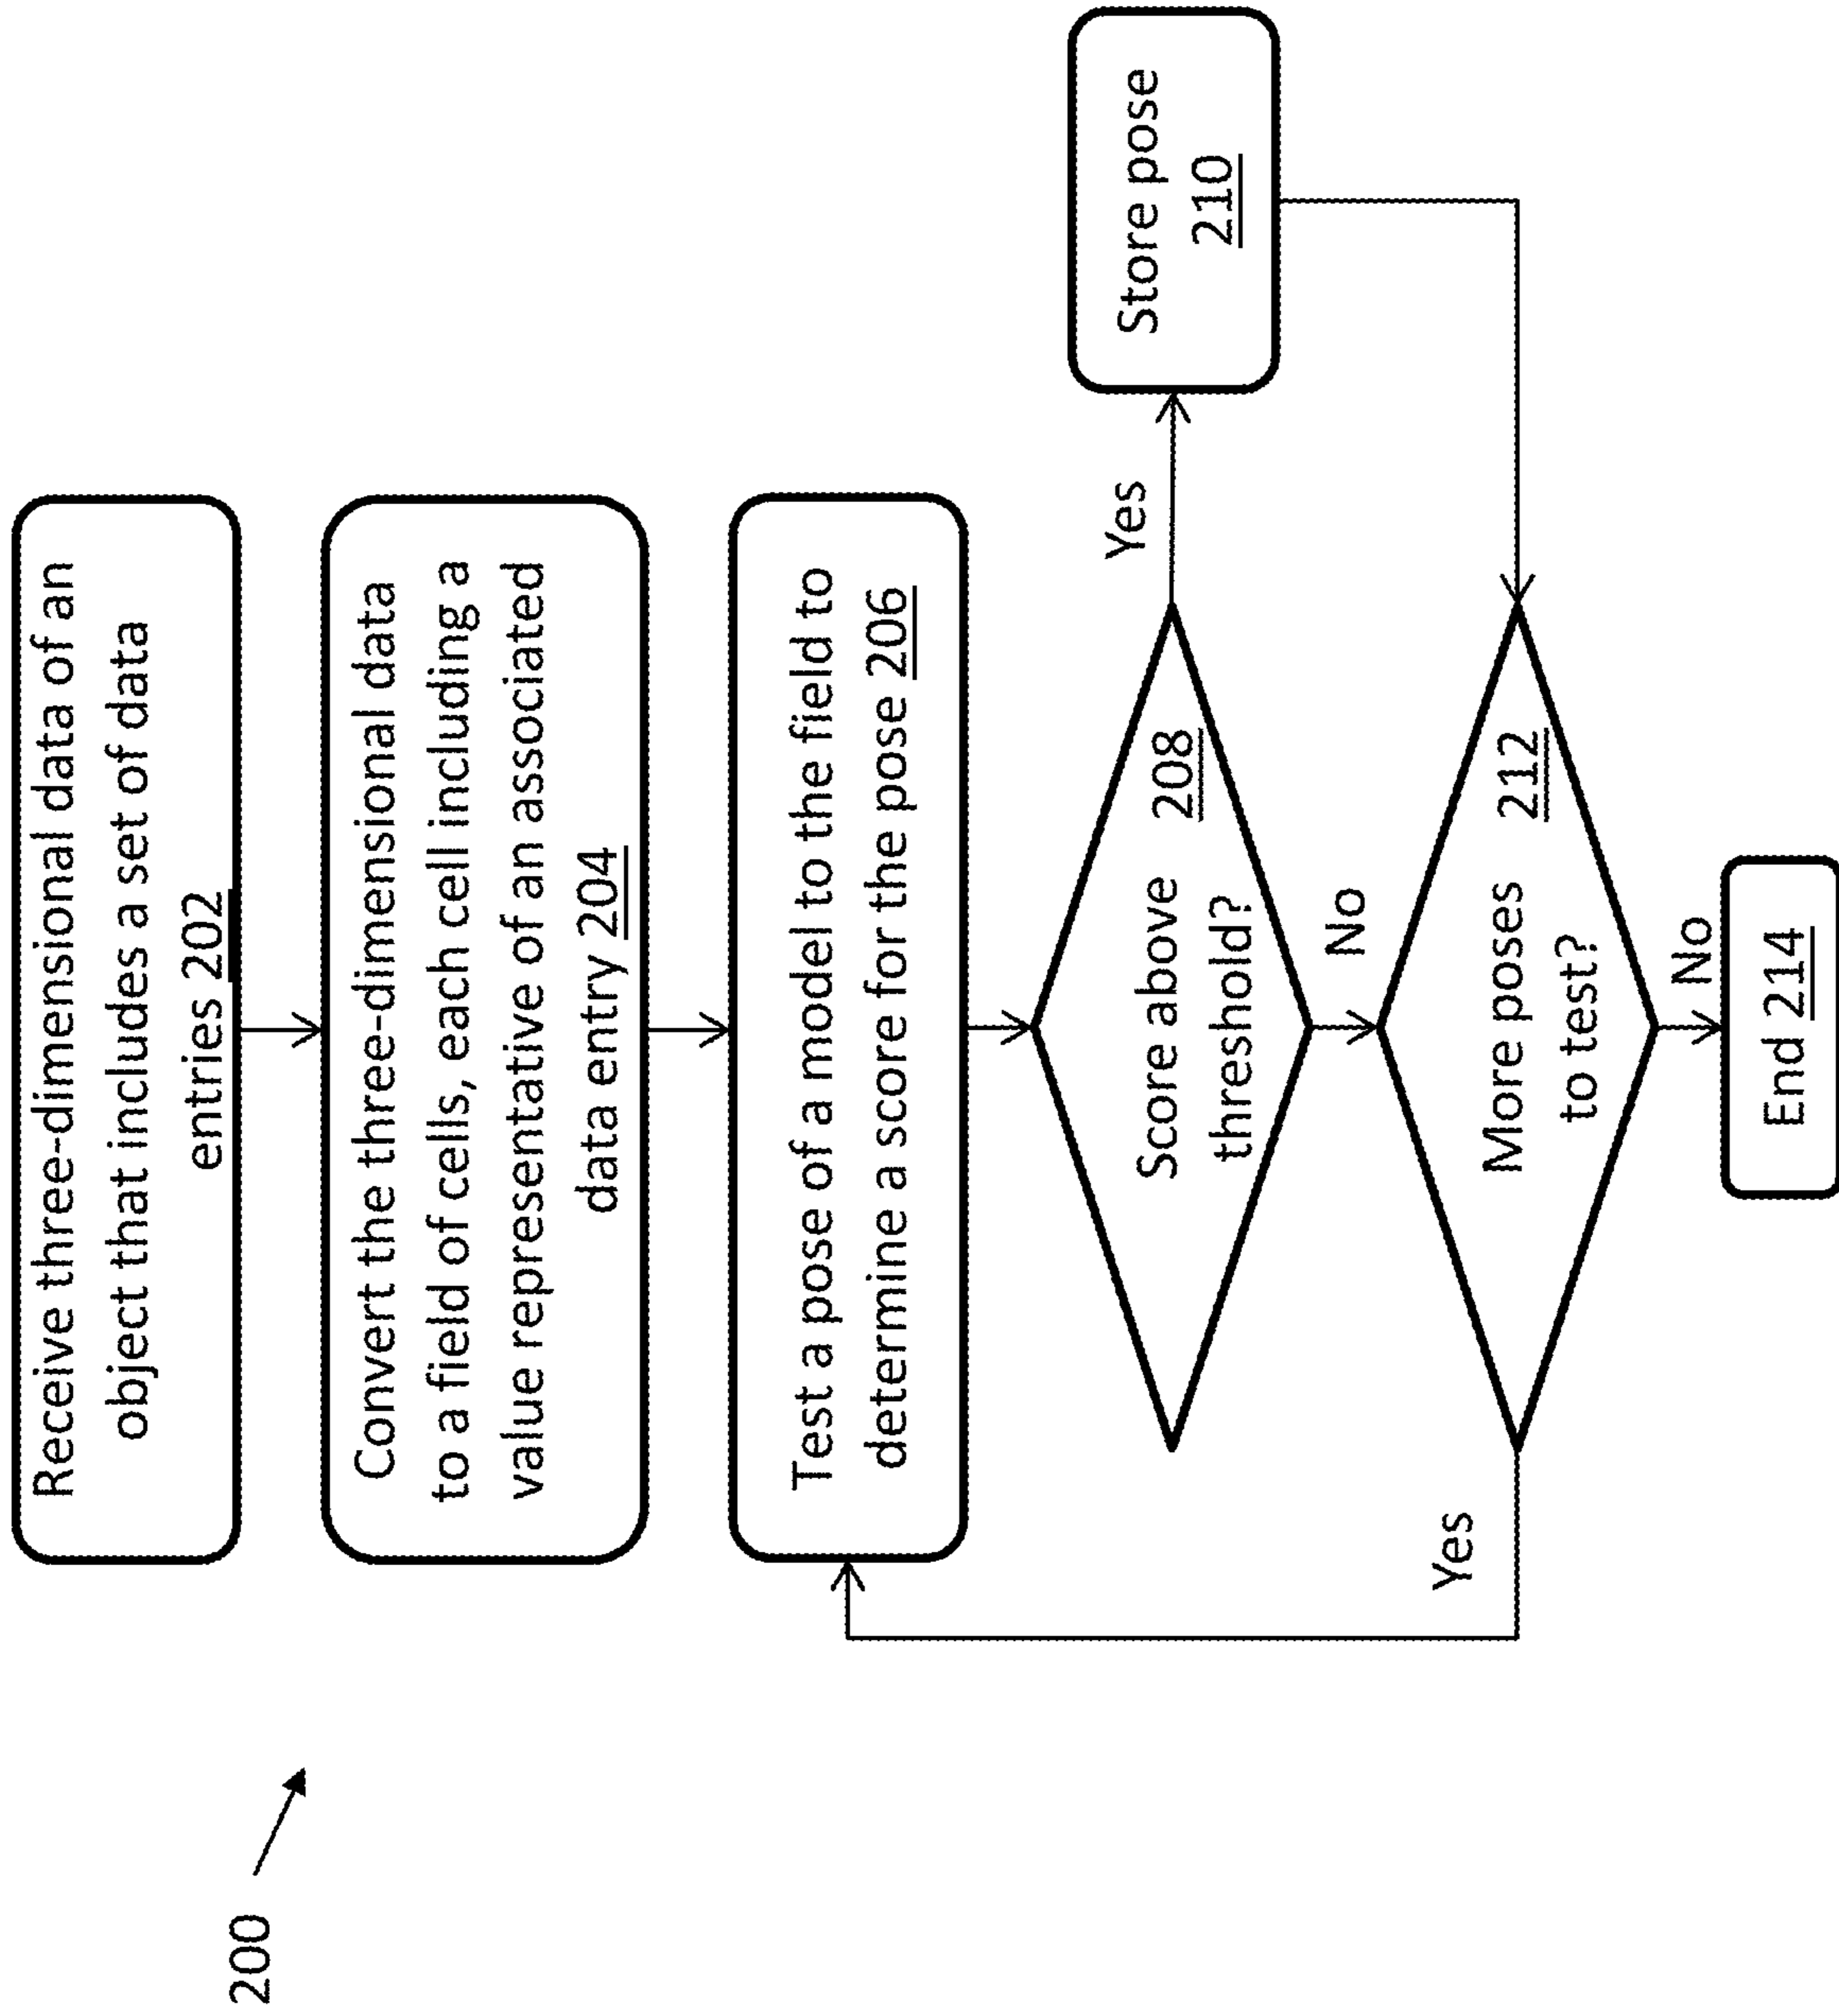 200
Receive three-dimensional data of an
object that includes a set of data
entries 202
Convert the three-dimensional data
to a field of cells, each cell including a
value representative of an associated
data entry 204
Test a pose of a model to the field to
determine a score for the pose 206
Score above
threshold?
208
Yes
Store pose
210
No
More poses
to test?
212
Yes
No
End 214